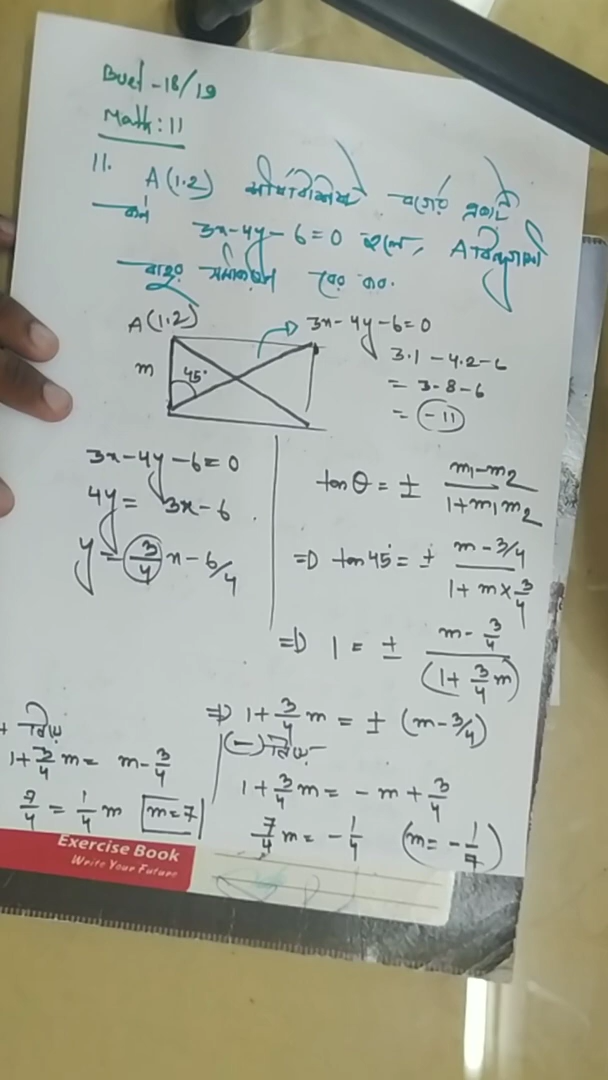 Buet-18/19
Math: 11
11. A(1.2) শীর্ষবিশিষ্ট বর্গের একটি
কর্ণ 3x-4y-6=0 হলে, A বিন্দুগামী
বাহুর সমীকরণ বের কর.
A(1.2)
3x-4y-6=0
m
45°
3.1-4.2-6
= 3-8-6
= -11
3x-4y-6=0
4y = 3x-6
y = 3/4 x - 6/4
tanθ = ± m1-m2 / 1+m1m2
=> tan45 = ± m-3/4 / 1+m×3/4
=> 1 = ± m-3/4 / (1+3/4 m)
=> 1+3/4 m = ± (m-3/4)
+ নিয়ে
1+3/4 m = m-3/4
7/4 = 1/4 m m=7
(-) নিয়ে
1+3/4 m = -m+3/4
7/4 m = -1/4 (m=-1/7)
Exercise Book
Write Your Future